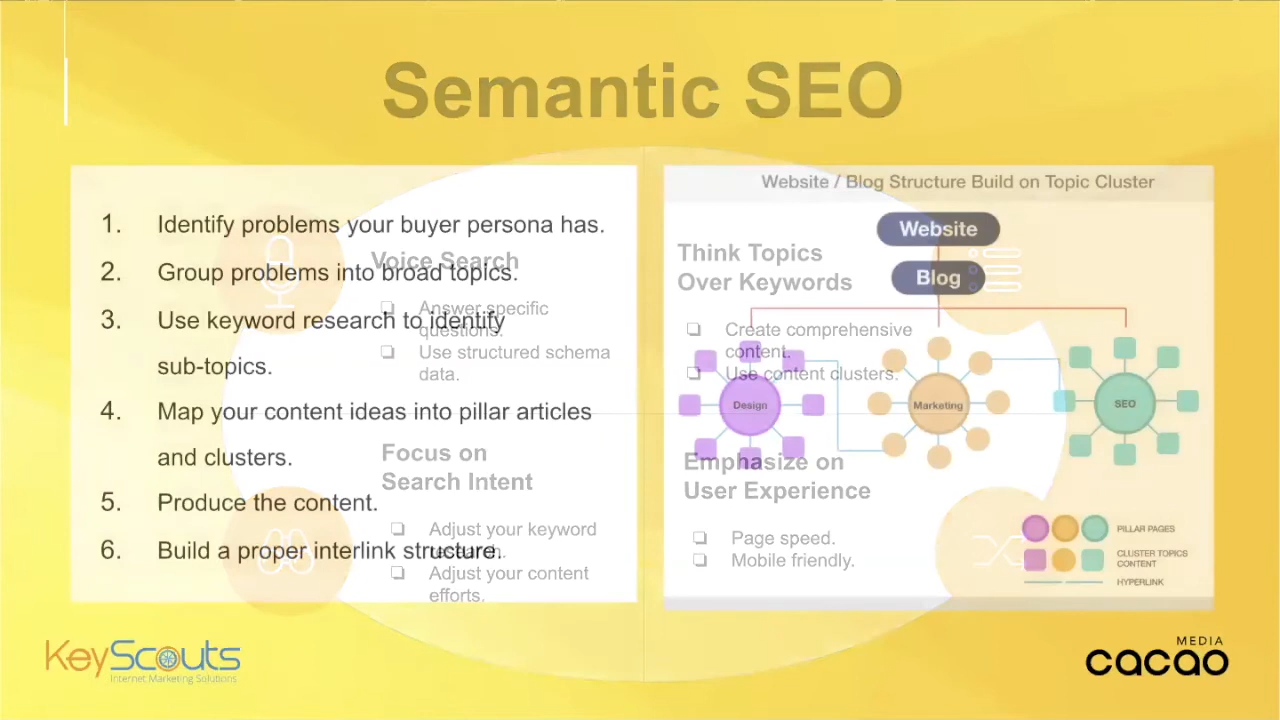 Semantic SEO
1. Identify problems your buyer persona has.
2. Group problems into broad topics.
3. Use keyword research to identify
sub-topics.
4. Map your content ideas into pillar articles
and clusters.
5. Produce the content.
6. Build a proper interlink structure.
Voice Search
❏ Answer specific
questions.
❏ Use structured schema
data.
Focus on
Search Intent
❏ Adjust your keyword
research.
❏ Adjust your content
efforts.
Website / Blog Structure Build on Topic Cluster
Website
Blog
Design
Marketing
SEO
PILLAR PAGES
CLUSTER TOPICS
CONTENT
HYPERLINK
Think Topics
Over Keywords
❏ Create comprehensive
content.
❏ Use content clusters.
Emphasize on
User Experience
❏ Page speed.
❏ Mobile friendly.
KeyScouts
Internet Marketing Solutions
MEDIA
cacao